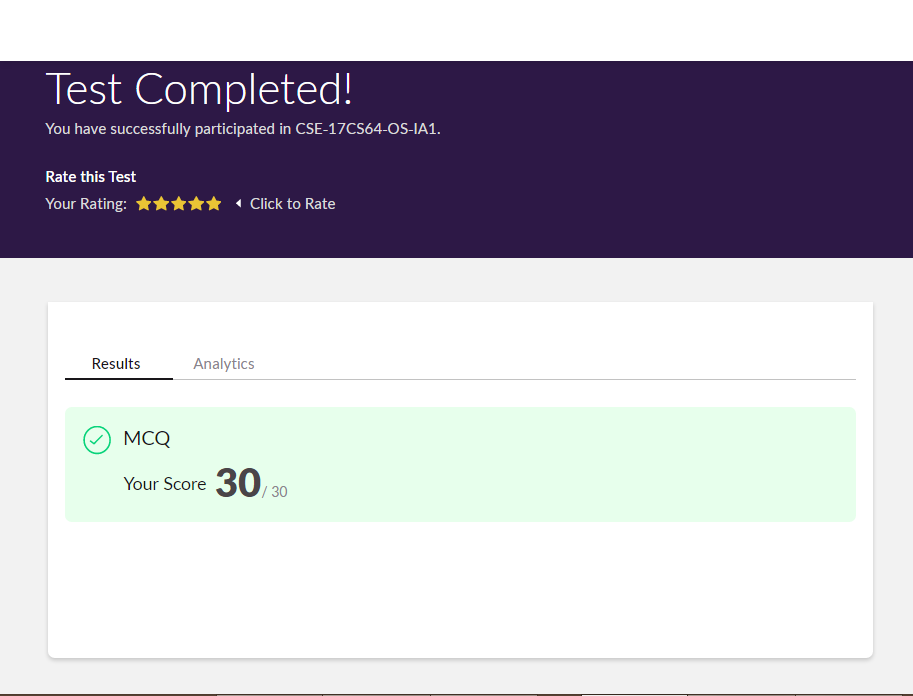 Test Completed!
You have successfully participated in CSE-17CS64-OS-IA1.
Rate this Test
Your Rating: Click to Rate
Results Analytics
MCQ
Your Score 30 / 30